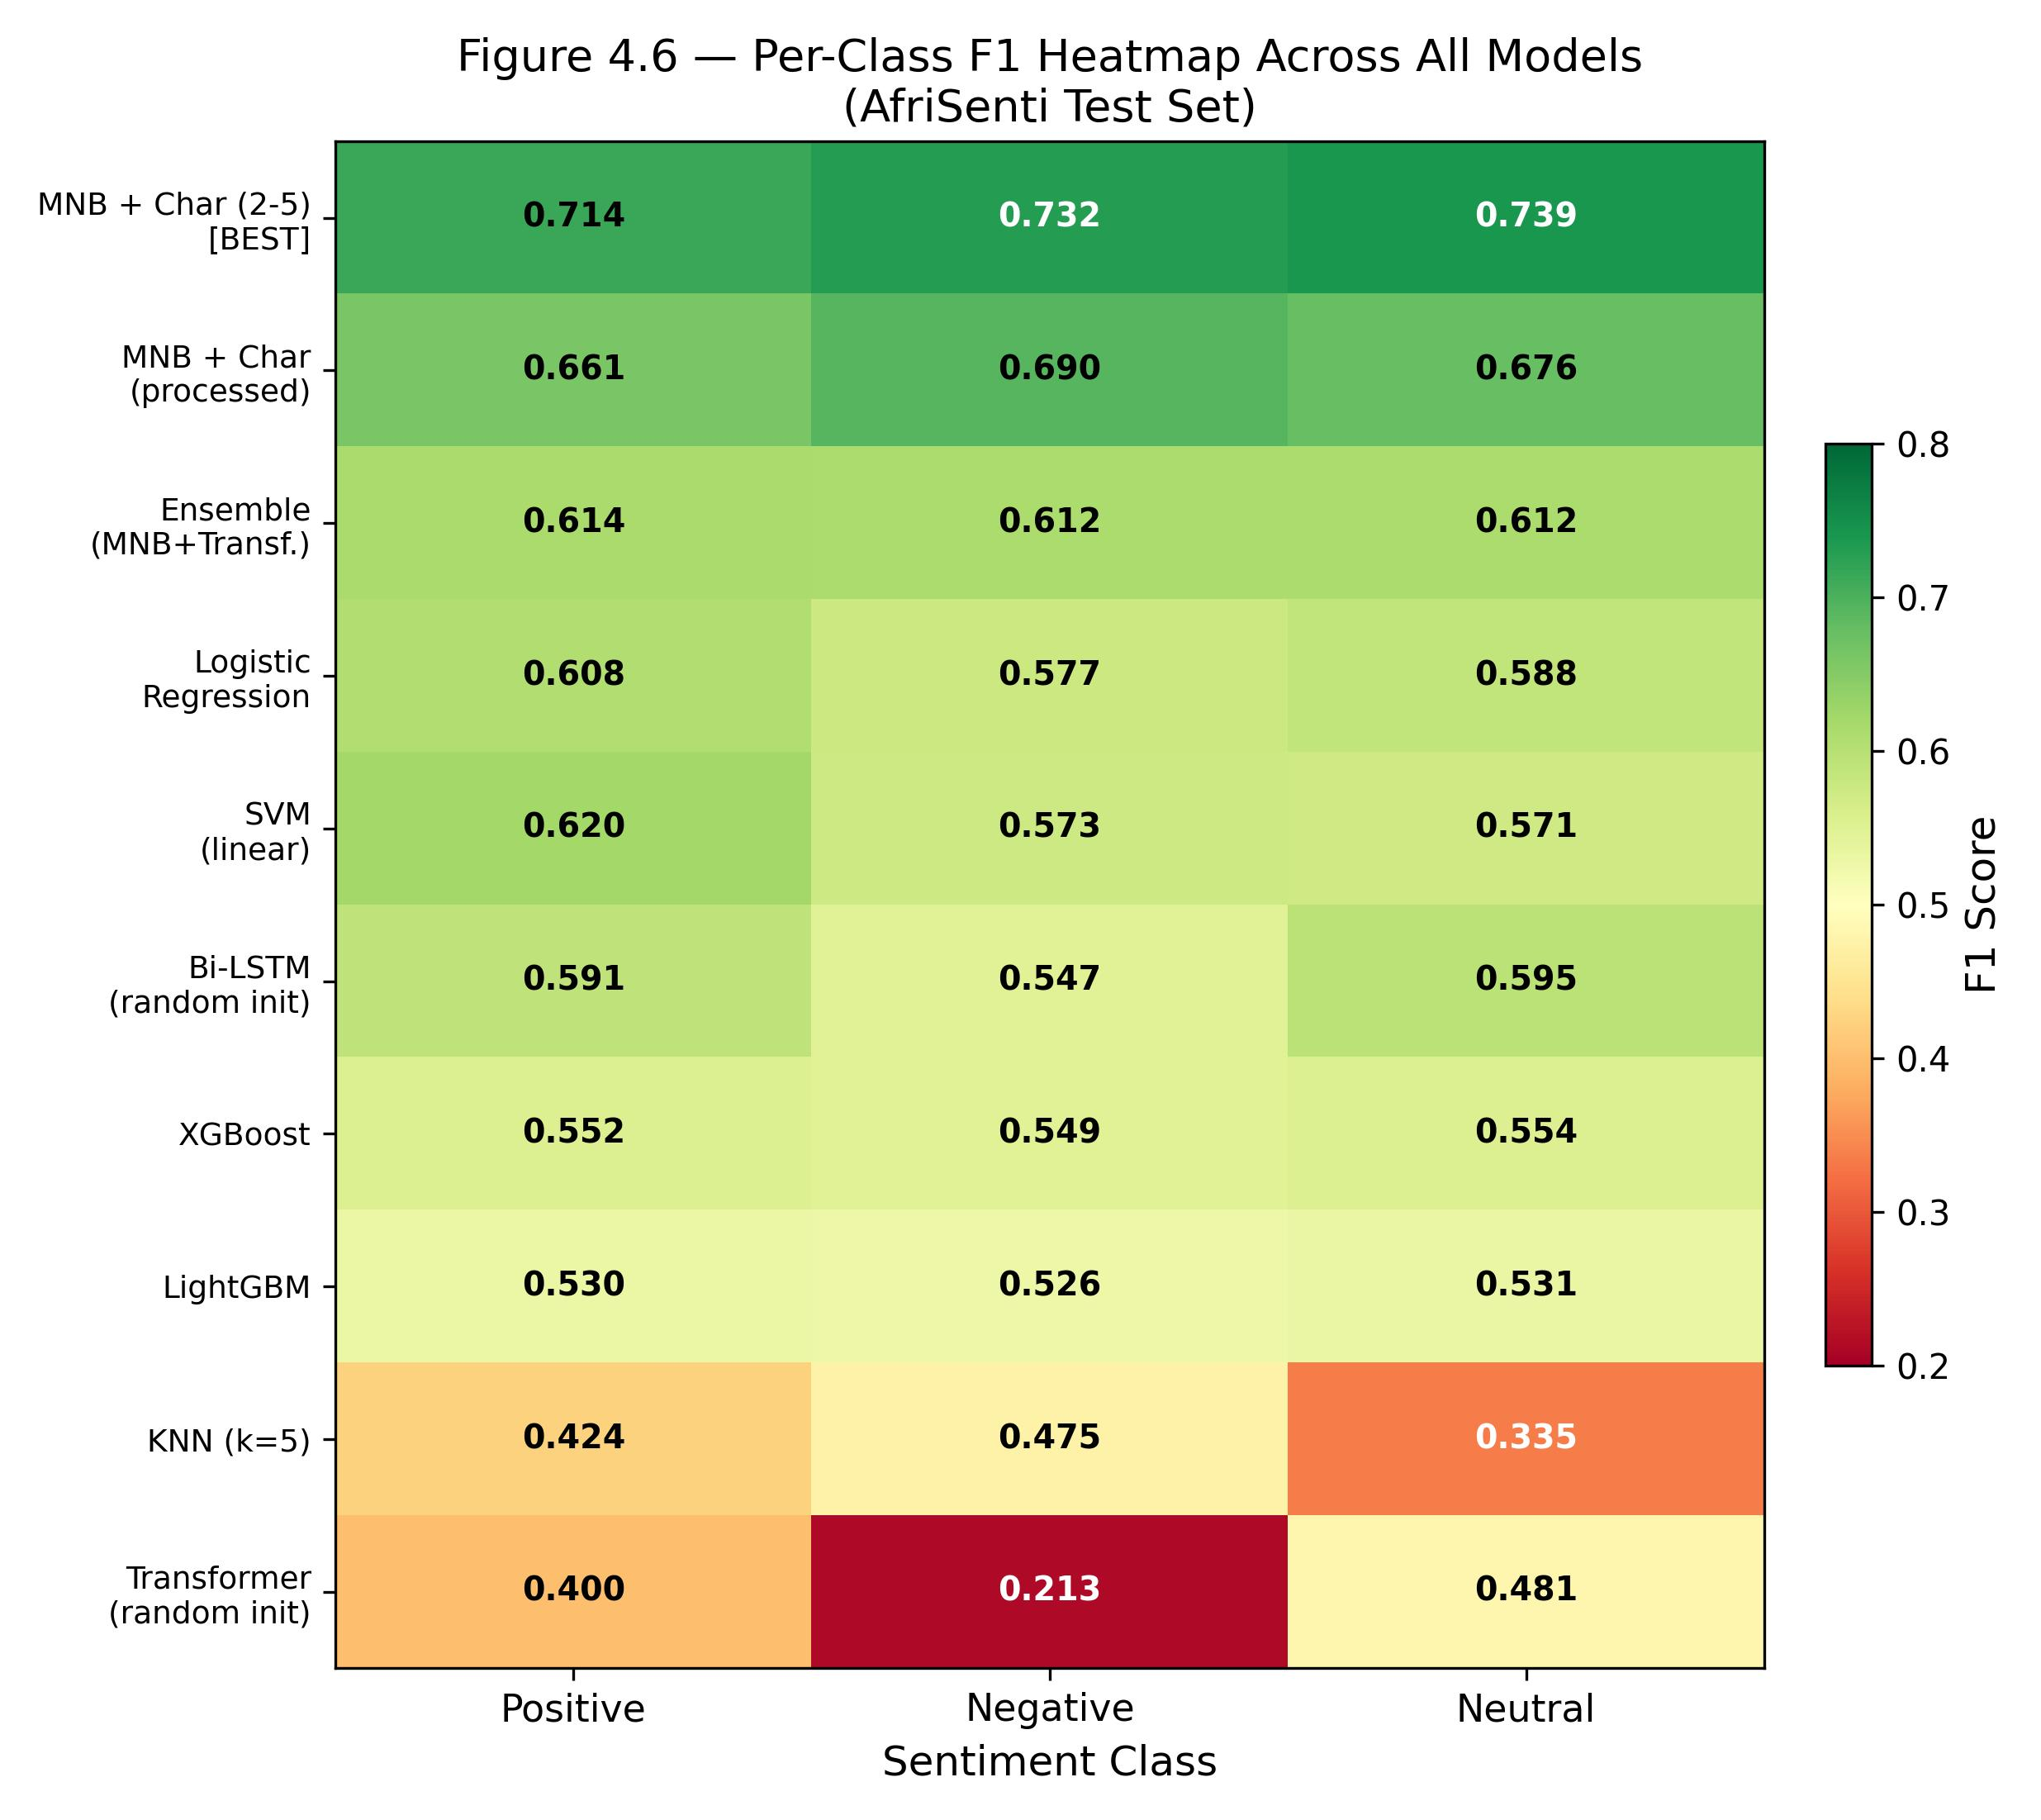 Figure 4.6 — Per-Class F1 Heatmap Across All Models
(AfriSenti Test Set)
MNB + Char (2-5)
[BEST]
0.714 0.732 0.739
MNB + Char
(processed)
0.661 0.690 0.676
Ensemble
(MNB+Transf.)
0.614 0.612 0.612
Logistic
Regression
0.608 0.577 0.588
SVM
(linear)
0.620 0.573 0.571
Bi-LSTM
(random init)
0.591 0.547 0.595
XGBoost
0.552 0.549 0.554
LightGBM
0.530 0.526 0.531
KNN (k=5)
0.424 0.475 0.335
Transformer
(random init)
0.400 0.213 0.481
Positive Negative Neutral
Sentiment Class
0.8
0.7
0.6
0.5
0.4
0.3
0.2
F1 Score